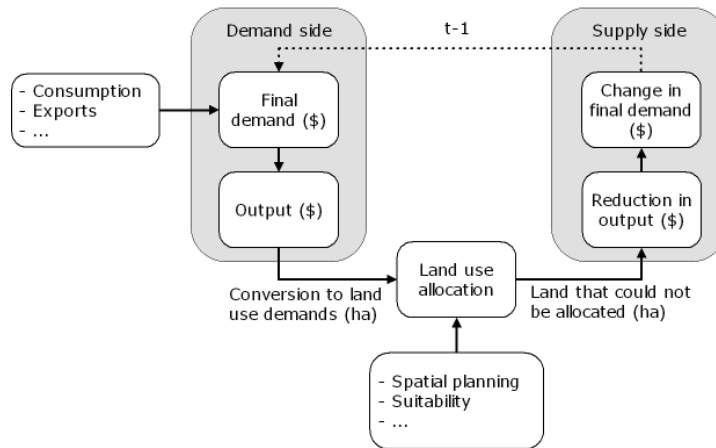 Demand side
t-1
Supply side
- Consumption
- Exports
- ...
Final
demand ($)
Change in
final demand
($)
Output ($)
Reduction in
output ($)
Conversion to land
use demands (ha)
Land use
allocation
Land that could not
be allocated (ha)
- Spatial planning
- Suitability
- ...